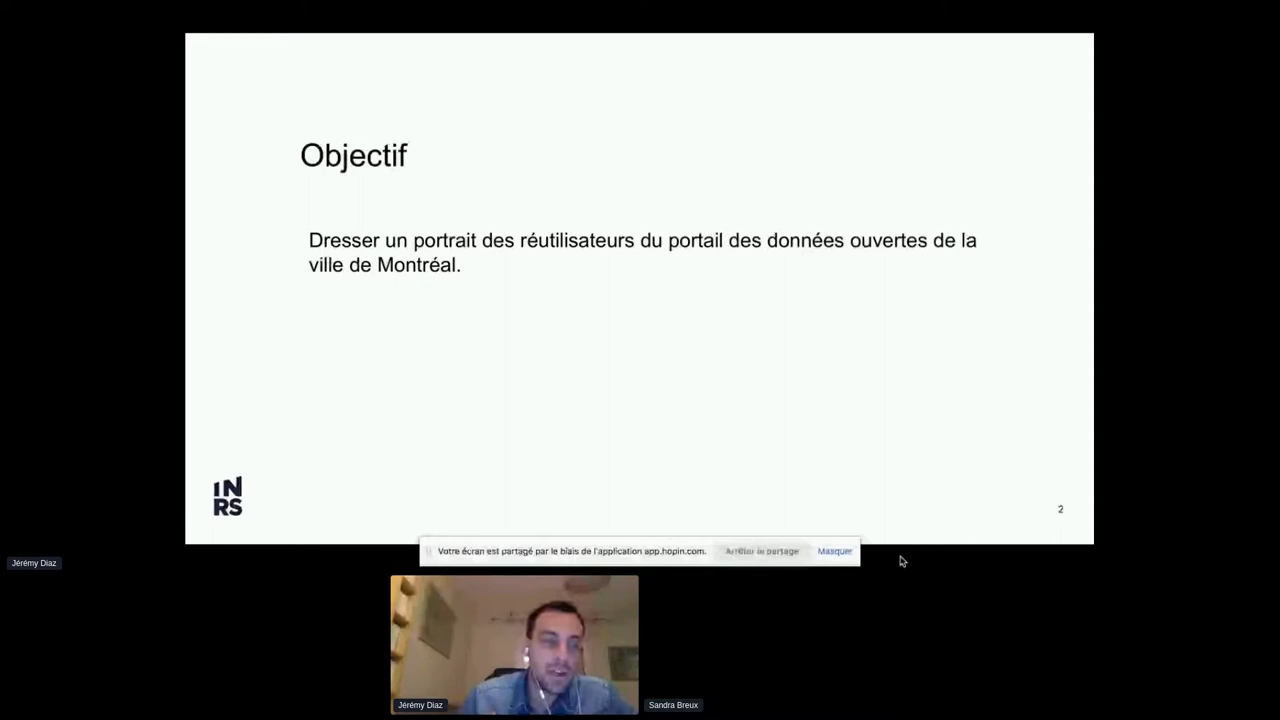 Objectif
Dresser un portrait des réutilisateurs du portail des données ouvertes de la
ville de Montréal.
INRS
2
Votre écran est partagé par le biais de l'application app.hopin.com. Arrêter le partage Masquer
Jérémy Diaz
Jérémy Diaz
Sandra Breux